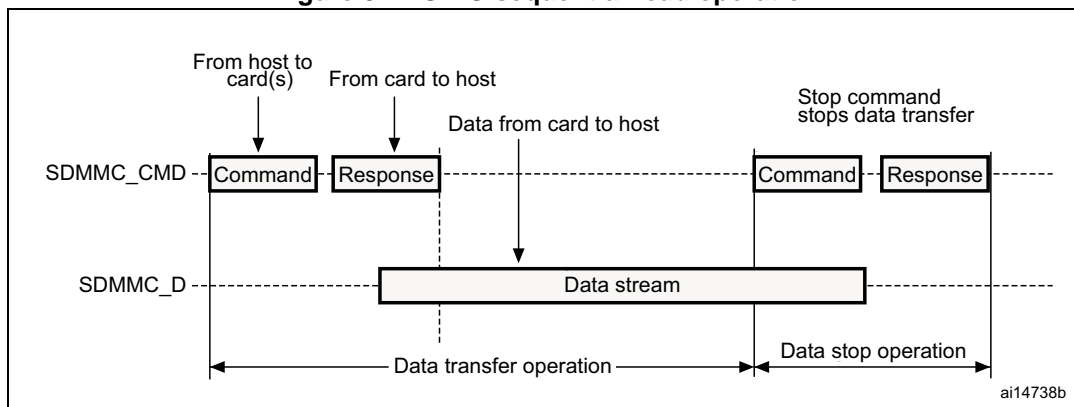 From host to
card(s)
From card to host
Data from card to host
Stop command
stops data transfer
SDMMC_CMD
Command
Response
Command
Response
SDMMC_D
Data stream
Data transfer operation
Data stop operation
ai14738b